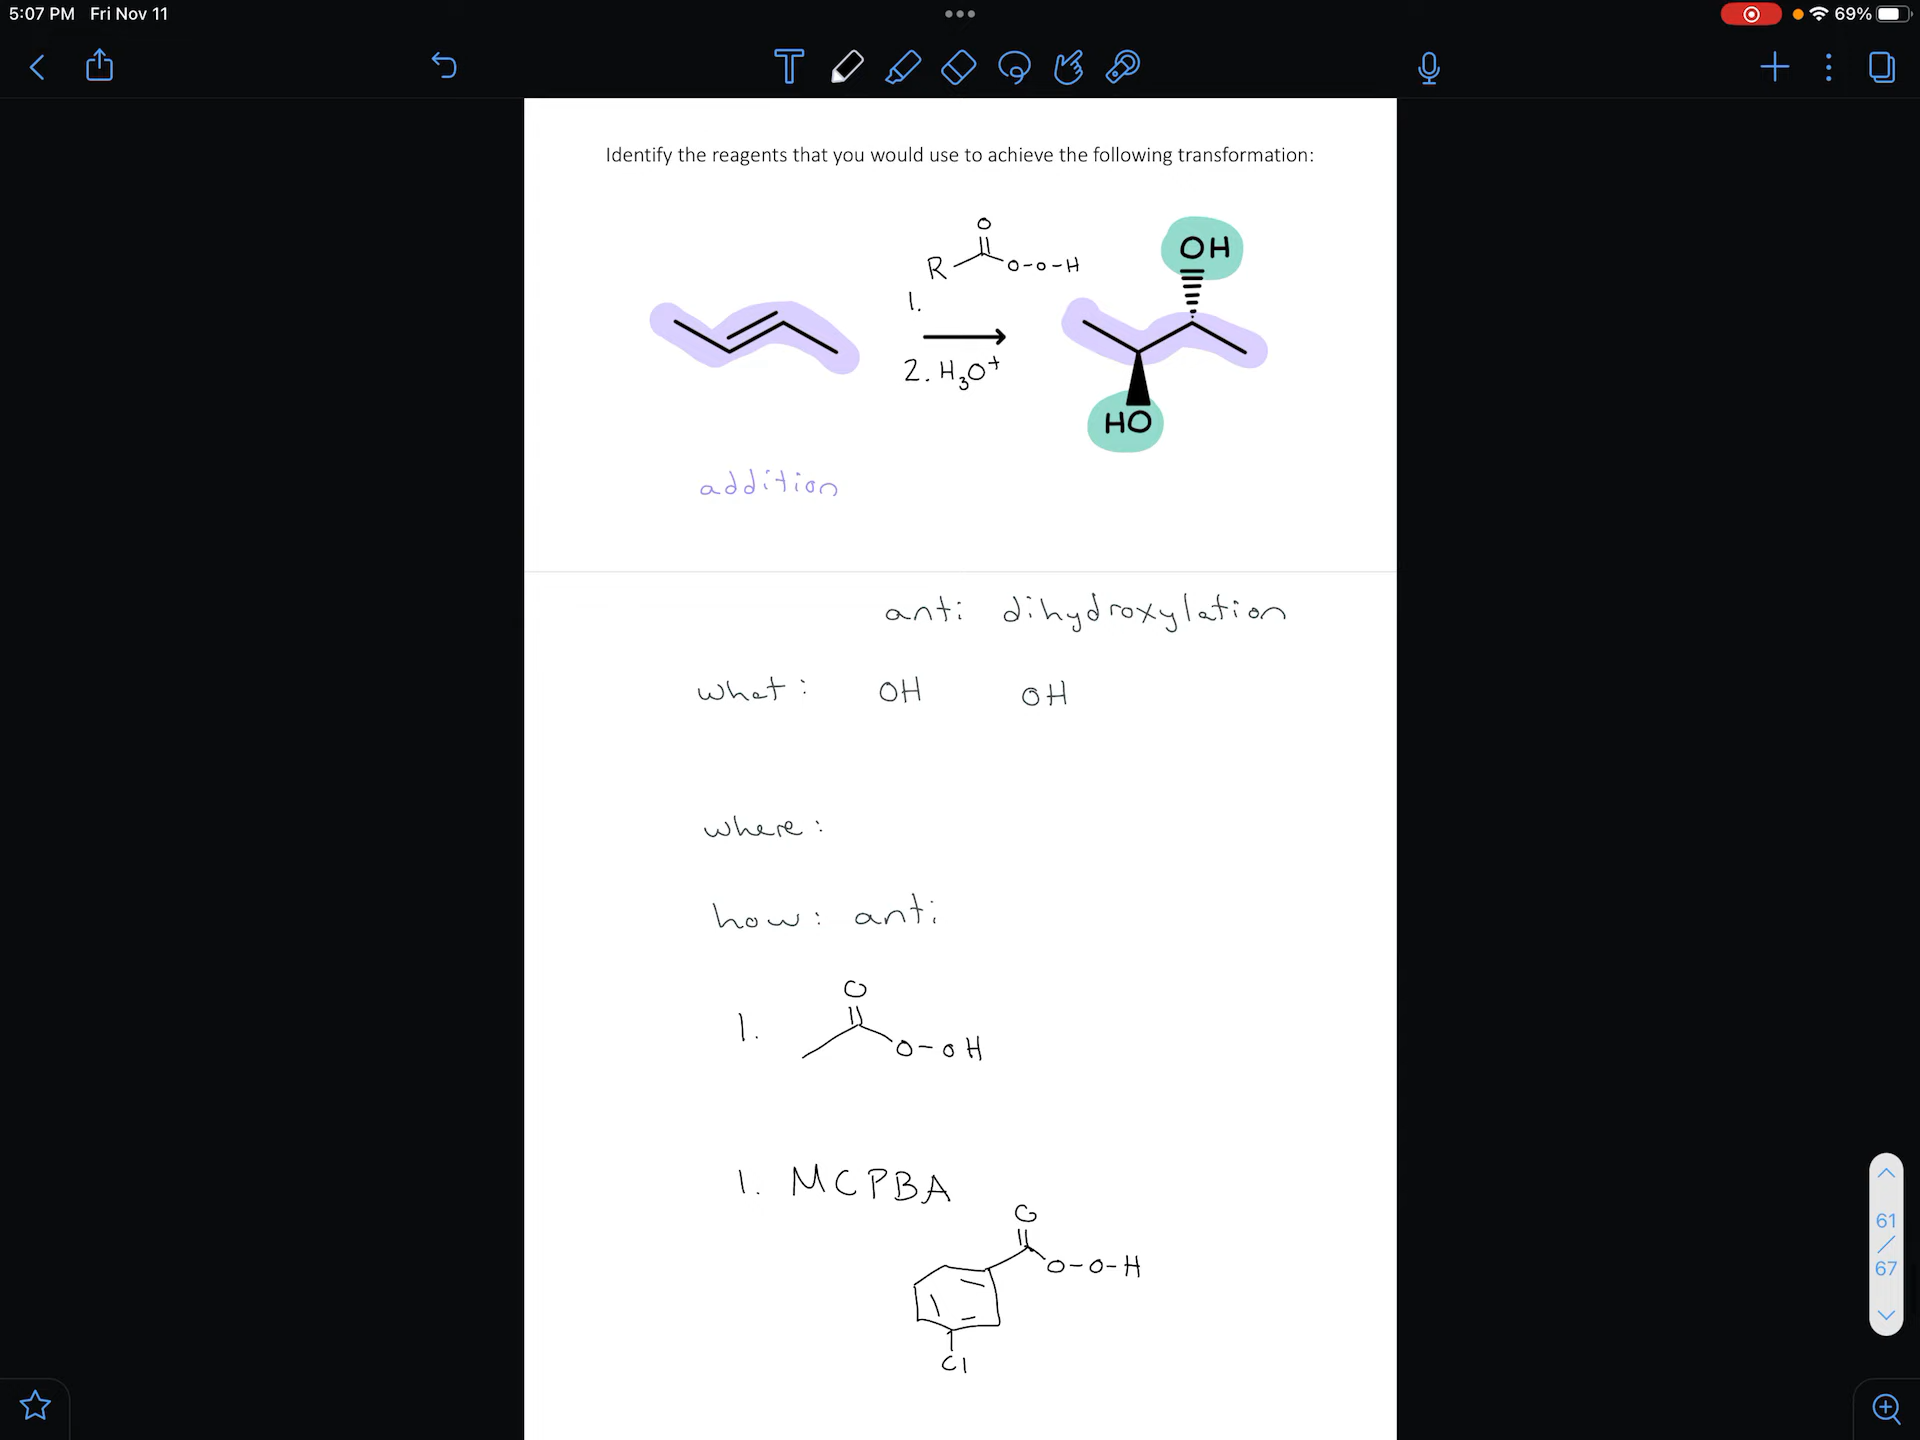 5:07 PM Fri Nov 11
69%
Identify the reagents that you would use to achieve the following transformation:
O
R O-O-H
1.
2. H₃O⁺
OH
HO
addition
anti dihydroxylation
what: OH OH
where:
how: anti
O
1. O-OH
1. MCPBA
O
O-O-H
Cl
61
/
67